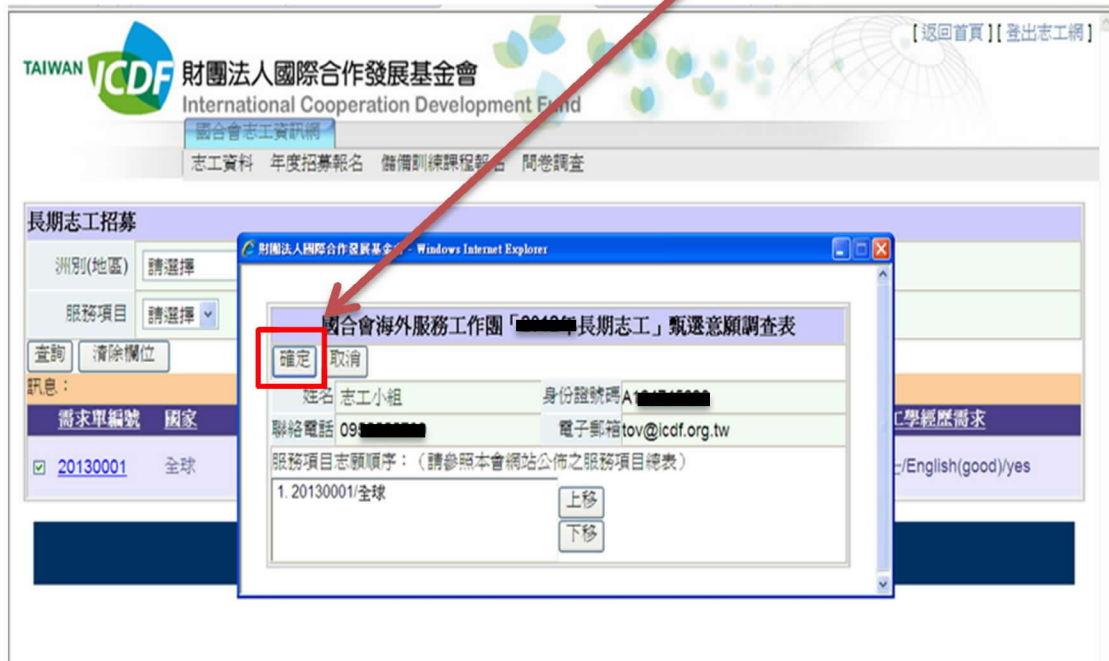 【返回首頁】【登出志工網】
TAIWAN ICDF 財團法人國際合作發展基金會
International Cooperation Development Fund
國合會志工資訊網
志工資料 年度招募報名 儲備訓練課程報名 問卷調查
長期志工招募
洲別(地區) 請選擇
服務項目 請選擇
查詢 清除欄位
訊息：
需求單編號 國家
工學經歷需求
20130001 全球
/English(good)/yes
財團法人國際合作發展基金會 - Windows Internet Explorer
國合會海外服務工作團「 長期志工」甄選意願調查表
確定 取消
姓名 志工小組 身份證號碼
聯絡電話 電子郵箱 tov@icdf.org.tw
服務項目志願順序：（請參照本會網站公佈之服務項目總表）
1. 20130001/全球
上移
下移